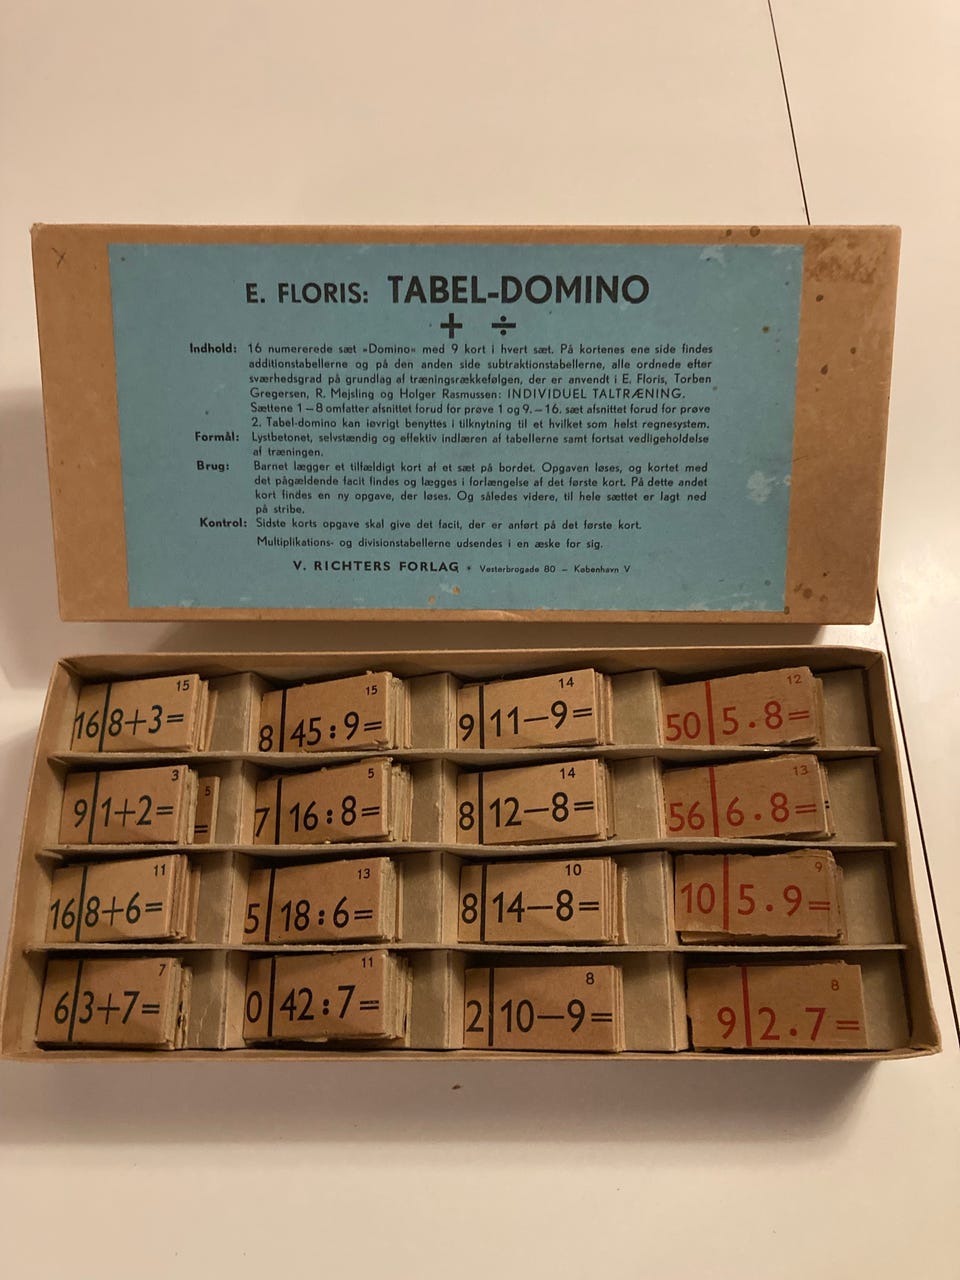 E. FLORIS: TABEL-DOMINO
+ ÷
Indhold: 16 numererede sæt »Domino« med 9 kort i hvert sæt. På kortenes ene side findes
additionstabellerne og på den anden side subtraktionstabellerne, alle ordnede efter
sværhedsgrad på grundlag af træningsrækkefølgen, der er anvendt i E. Floris, Torben
Gregersen, R. Mejsling og Holger Rasmussen: INDIVIDUEL TALTRÆNING.
Sættene 1–8 omfatter afsnittet forud for prøve 1 og 9.–16. sæt afsnittet forud for prøve
2. Tabel-domino kan iøvrigt benyttes i tilknytning til et hvilket som helst regnesystem.
Formål: Lystbetonet, selvstændig og effektiv indlæren af tabellerne samt fortsat vedligeholdelse
af træningen.
Brug: Barnet lægger et tilfældigt kort af et sæt på bordet. Opgaven løses, og kortet med
det pågældende facit findes og lægges i forlængelse af det første kort. På dette andet
kort findes en ny opgave, der løses. Og således videre, til hele sættet er lagt ned
på stribe.
Kontrol: Sidste korts opgave skal give det facit, der er anført på det første kort.
Multiplikations- og divisionstabellerne udsendes i en æske for sig.
V. RICHTERS FORLAG • Vesterbrogade 80 – København V
15
16 8+3=
15
8 45:9=
14
9 11–9=
12
50 5.8=
3
9 1+2=
5
=
5
7 16:8=
14
8 12–8=
13
56 6.8=
11
16 8+6=
13
5 18:6=
10
8 14–8=
9
10 5.9=
7
6 3+7=
11
0 42:7=
8
2 10–9=
8
9 2.7=